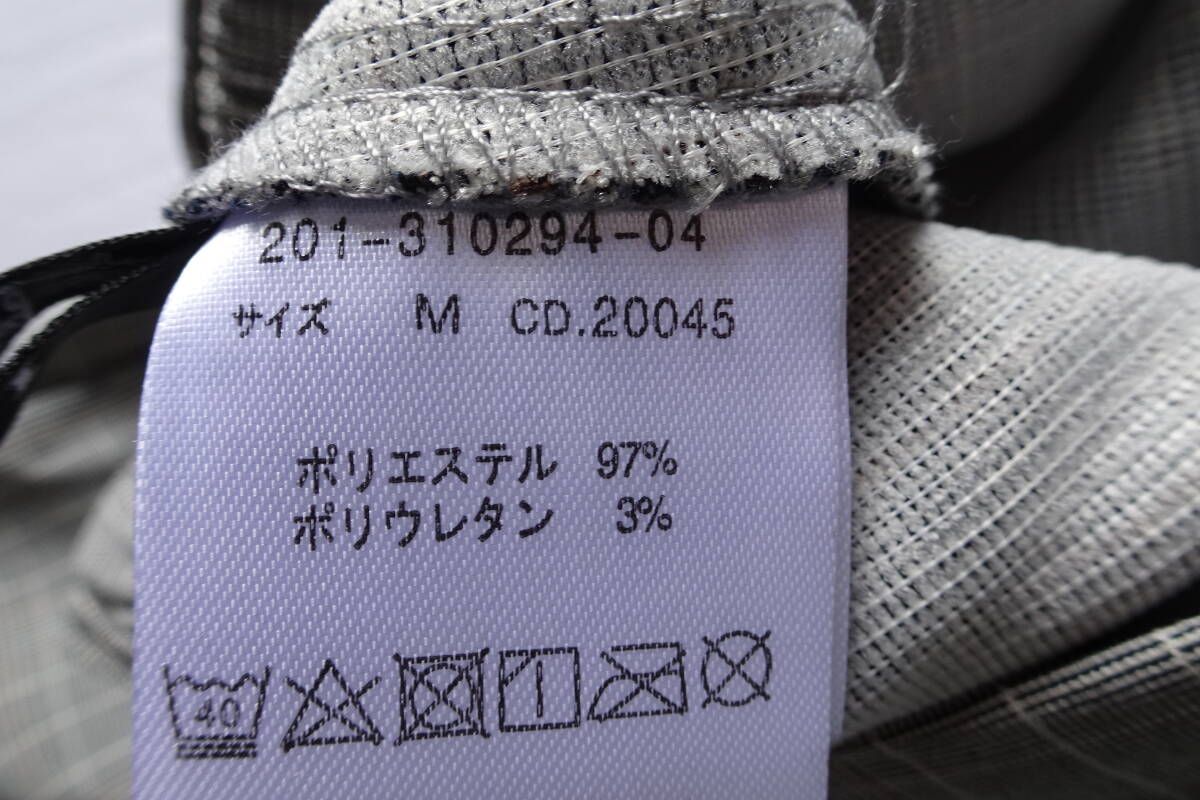 201-310294-04
サイズ M CD.20045
ポリエステル 97%
ポリウレタン 3%
40